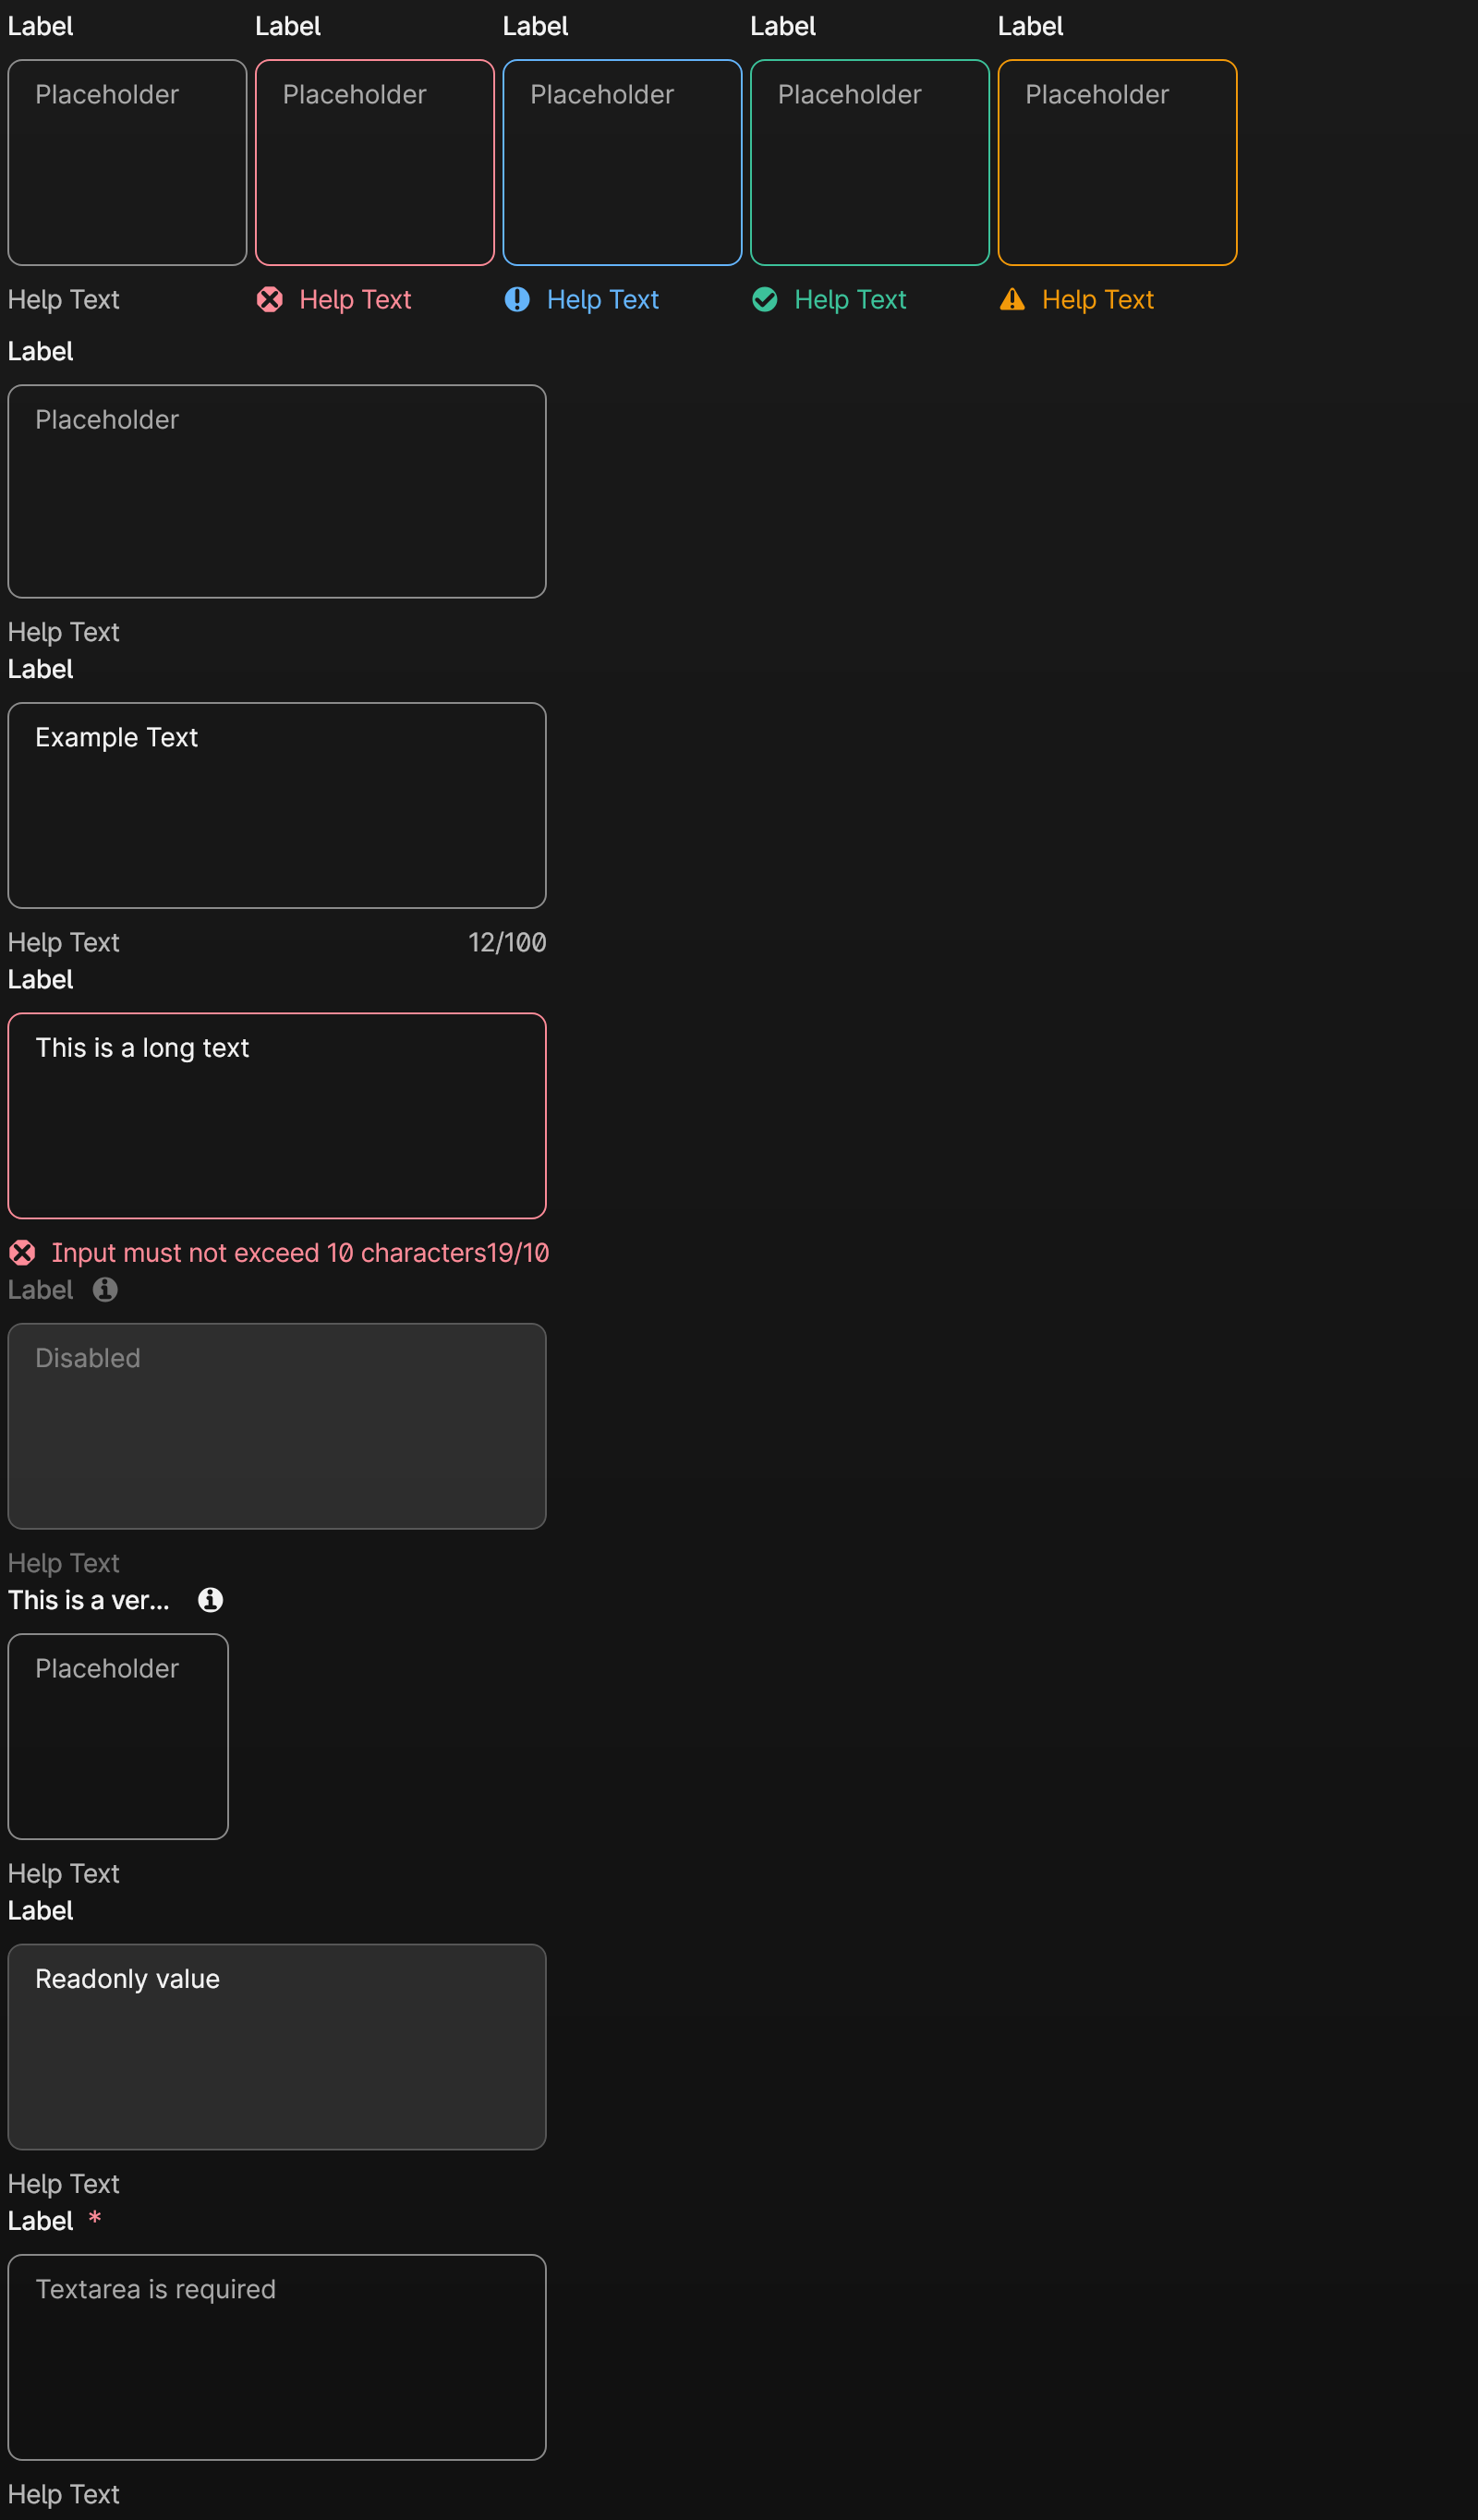 Label Label Label Label Label
Placeholder Placeholder Placeholder Placeholder Placeholder
Help Text Help Text Help Text Help Text Help Text
Label
Placeholder
Help Text
Label
Example Text
Help Text 12/100
Label
This is a long text
Input must not exceed 10 characters19/10
Label
Disabled
Help Text
This is a ver...
Placeholder
Help Text
Label
Readonly value
Help Text
Label *
Textarea is required
Help Text